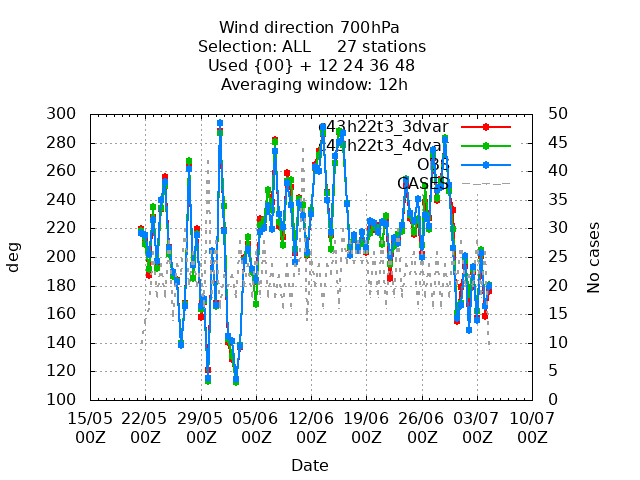 Wind direction 700hPa
Selection: ALL 27 stations
Used {00} + 12 24 36 48
Averaging window: 12h
300 280 260 240 220 200 180 160 140 120 100
deg
50 45 40 35 30 25 20 15 10 5 0
No cases
c43h22t3_3dvar
c43h22t3_4dvar
OBS
CASES
15/05 22/05 29/05 05/06 12/06 19/06 26/06 03/07 10/07
00Z 00Z 00Z 00Z 00Z 00Z 00Z 00Z 00Z
Date